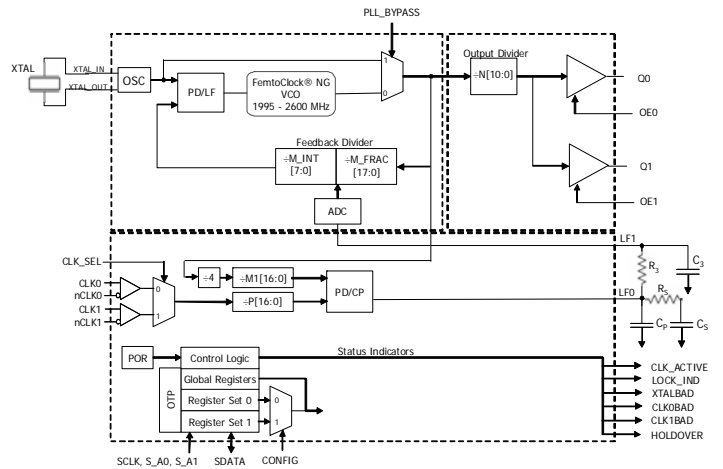 PLL_BYPASS
XTAL
XTAL_IN
XTAL_OUT
OSC
PD/LF
FemtoClock® NG
VCO
1995 - 2600 MHz
1
0
Output Divider
÷N[10:0]
Q0
OE0
Q1
OE1
Feedback Divider
÷M_INT
[7:0]
÷M_FRAC
[17:0]
ADC
LF1
CLK_SEL
CLK0
nCLK0
CLK1
nCLK1
0
1
÷4
÷M1[16:0]
÷P[16:0]
PD/CP
LF0
R3
C3
RS
CP
CS
POR
Control Logic
Status Indicators
OTP
Global Registers
Register Set 0
Register Set 1
0
1
CLK_ACTIVE
LOCK_IND
XTALBAD
CLK0BAD
CLK1BAD
HOLDOVER
SCLK, S_A0, S_A1
SDATA
CONFIG